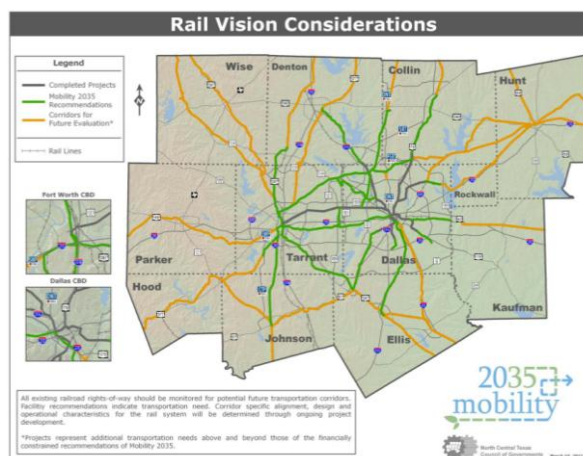 Rail Vision Considerations
Legend
Completed Projects
Mobility 2035
Recommendations
Corridors for
Future Evaluation*
Rail Lines
N
Wise
Denton
Collin
Hunt
Rockwall
Parker
Tarrant
Dallas
Hood
Kaufman
Johnson
Ellis
Fort Worth CBD
Dallas CBD
All existing railroad rights-of-way should be monitored for potential future transportation corridors.
Facility recommendations indicate transportation need. Corridor specific alignment, design and
operational characteristics for the rail system will be determined through ongoing project
development.
*Projects represent additional transportation needs above and beyond those of the financially
constrained recommendations of Mobility 2035.
2035
mobility
North Central Texas
Council of Governments